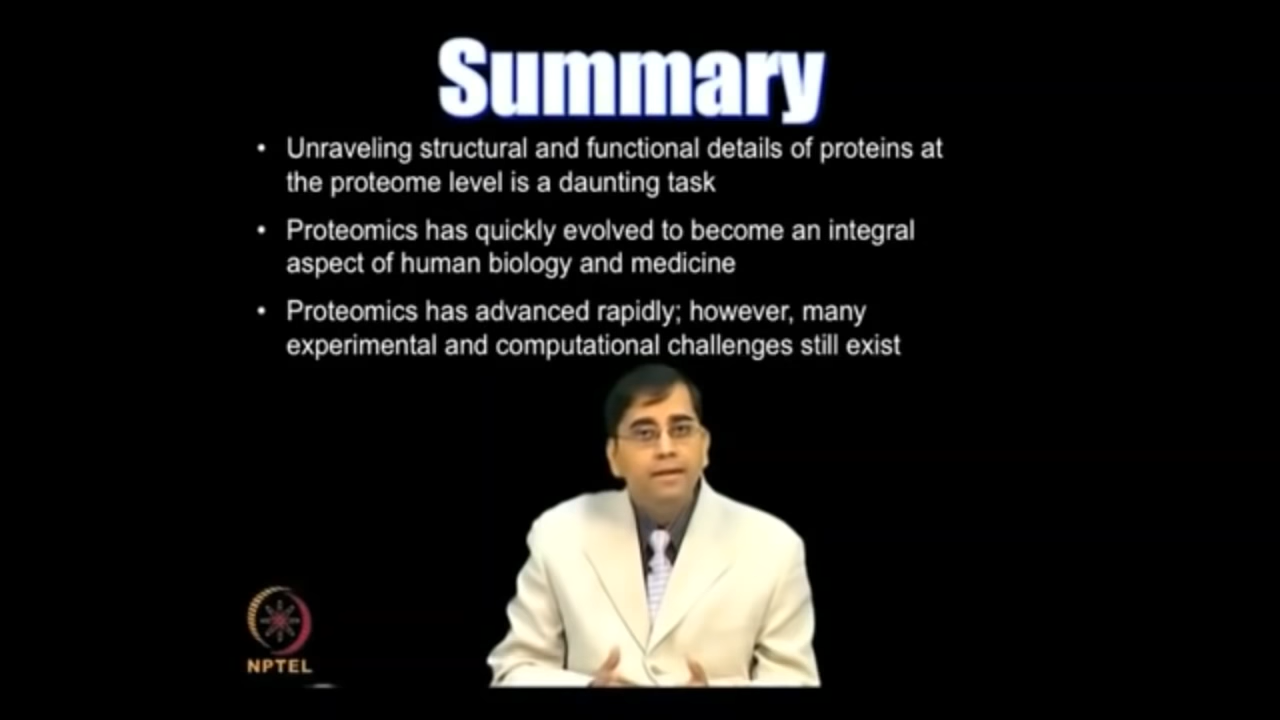 Summary
• Unraveling structural and functional details of proteins at
the proteome level is a daunting task
• Proteomics has quickly evolved to become an integral
aspect of human biology and medicine
• Proteomics has advanced rapidly; however, many
experimental and computational challenges still exist
NPTEL